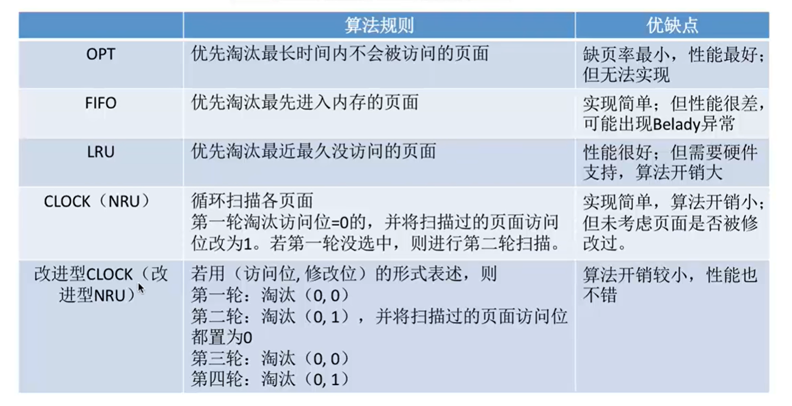 算法规则 优缺点
OPT 优先淘汰最长时间内不会被访问的页面 缺页率最小，性能最好；
但无法实现
FIFO 优先淘汰最先进入内存的页面 实现简单；但性能很差，
可能出现Belady异常
LRU 优先淘汰最近最久没访问的页面 性能很好；但需要硬件
支持，算法开销大
CLOCK（NRU） 循环扫描各页面 实现简单，算法开销小；
第一轮淘汰访问位=0的，并将扫描过的页面访问 但未考虑页面是否被修
位改为1。若第一轮没选中，则进行第二轮扫描。 改过。
改进型CLOCK（改 若用（访问位, 修改位）的形式表述，则 算法开销较小，性能也
进型NRU） 第一轮：淘汰（0, 0） 不错
第二轮：淘汰（0, 1），并将扫描过的页面访问位
都置为0
第三轮：淘汰（0, 0）
第四轮：淘汰（0, 1）